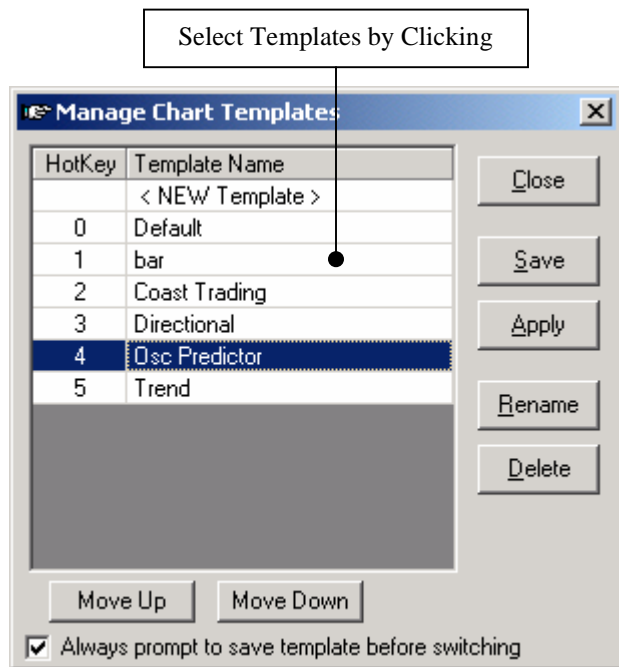 Select Templates by Clicking
Manage Chart Templates
HotKey Template Name
< NEW Template >
0 Default
1 bar
2 Coast Trading
3 Directional
4 Osc Predictor
5 Trend
Close
Save
Apply
Rename
Delete
Move Up Move Down
Always prompt to save template before switching